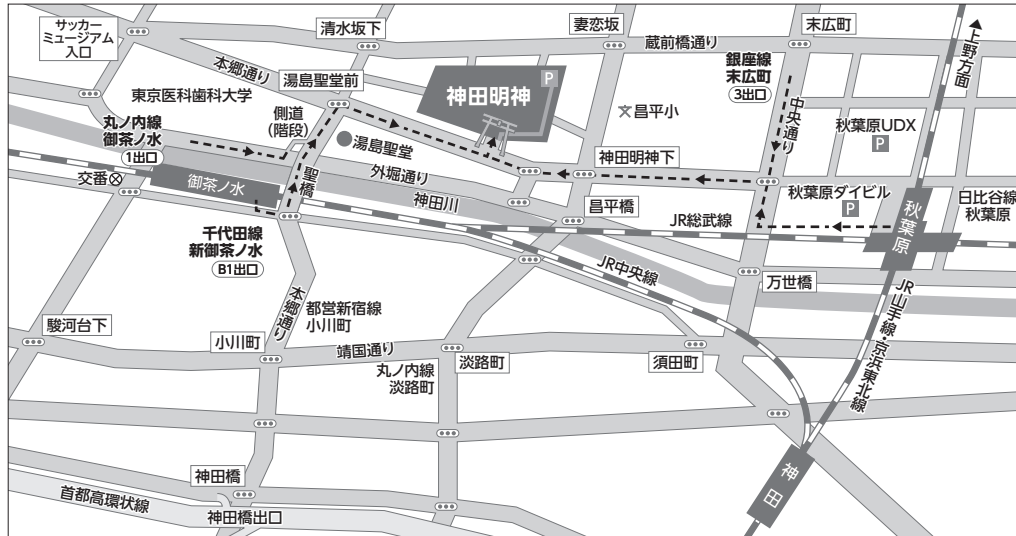 サッカー
ミュージアム
入口
清水坂下
妻恋坂
末広町
上野方面
蔵前橋通り
本郷通り
湯島聖堂前
P
神田明神
銀座線
末広町
3出口
中央通り
東京医科歯科大学
側道
(階段)
湯島聖堂
昌平小
秋葉原UDX
P
丸ノ内線
御茶ノ水
1出口
交番
御茶ノ水
聖橋
外堀通り
神田川
神田明神下
昌平橋
秋葉原ダイビル
P
秋葉原
日比谷線
秋葉原
JR総武線
千代田線
新御茶ノ水
B1出口
JR中央線
万世橋
JR山手線・京浜東北線
本郷通り
都営新宿線
小川町
駿河台下
小川町
靖国通り
丸ノ内線
淡路町
淡路町
須田町
神田
神田橋
首都高環状線
神田橋出口